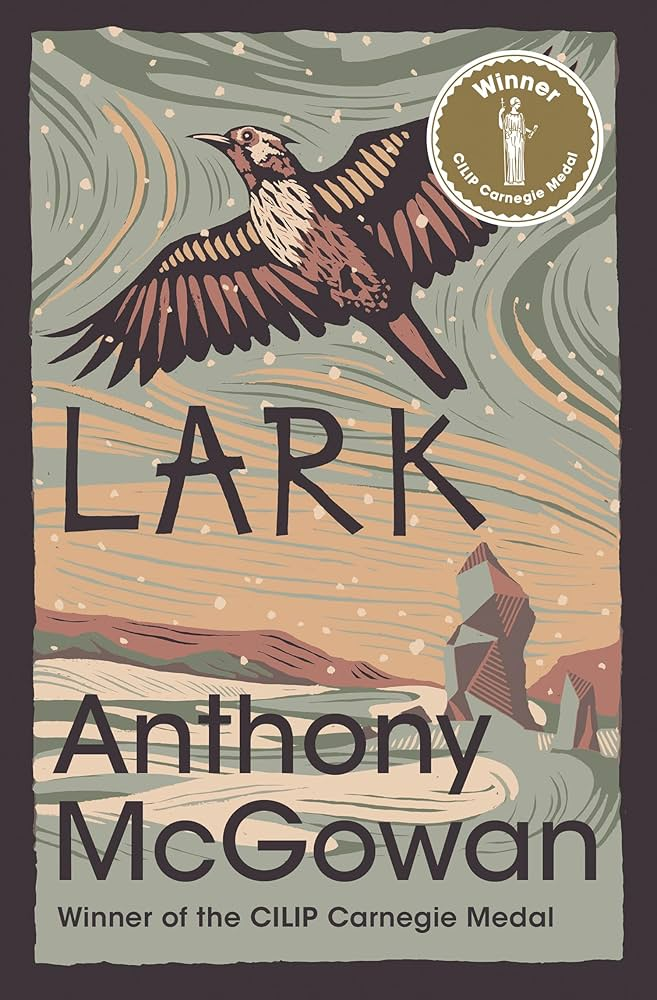 Winner
CILIP Carnegie Medal
LARK
Anthony
McGowan
Winner of the CILIP Carnegie Medal